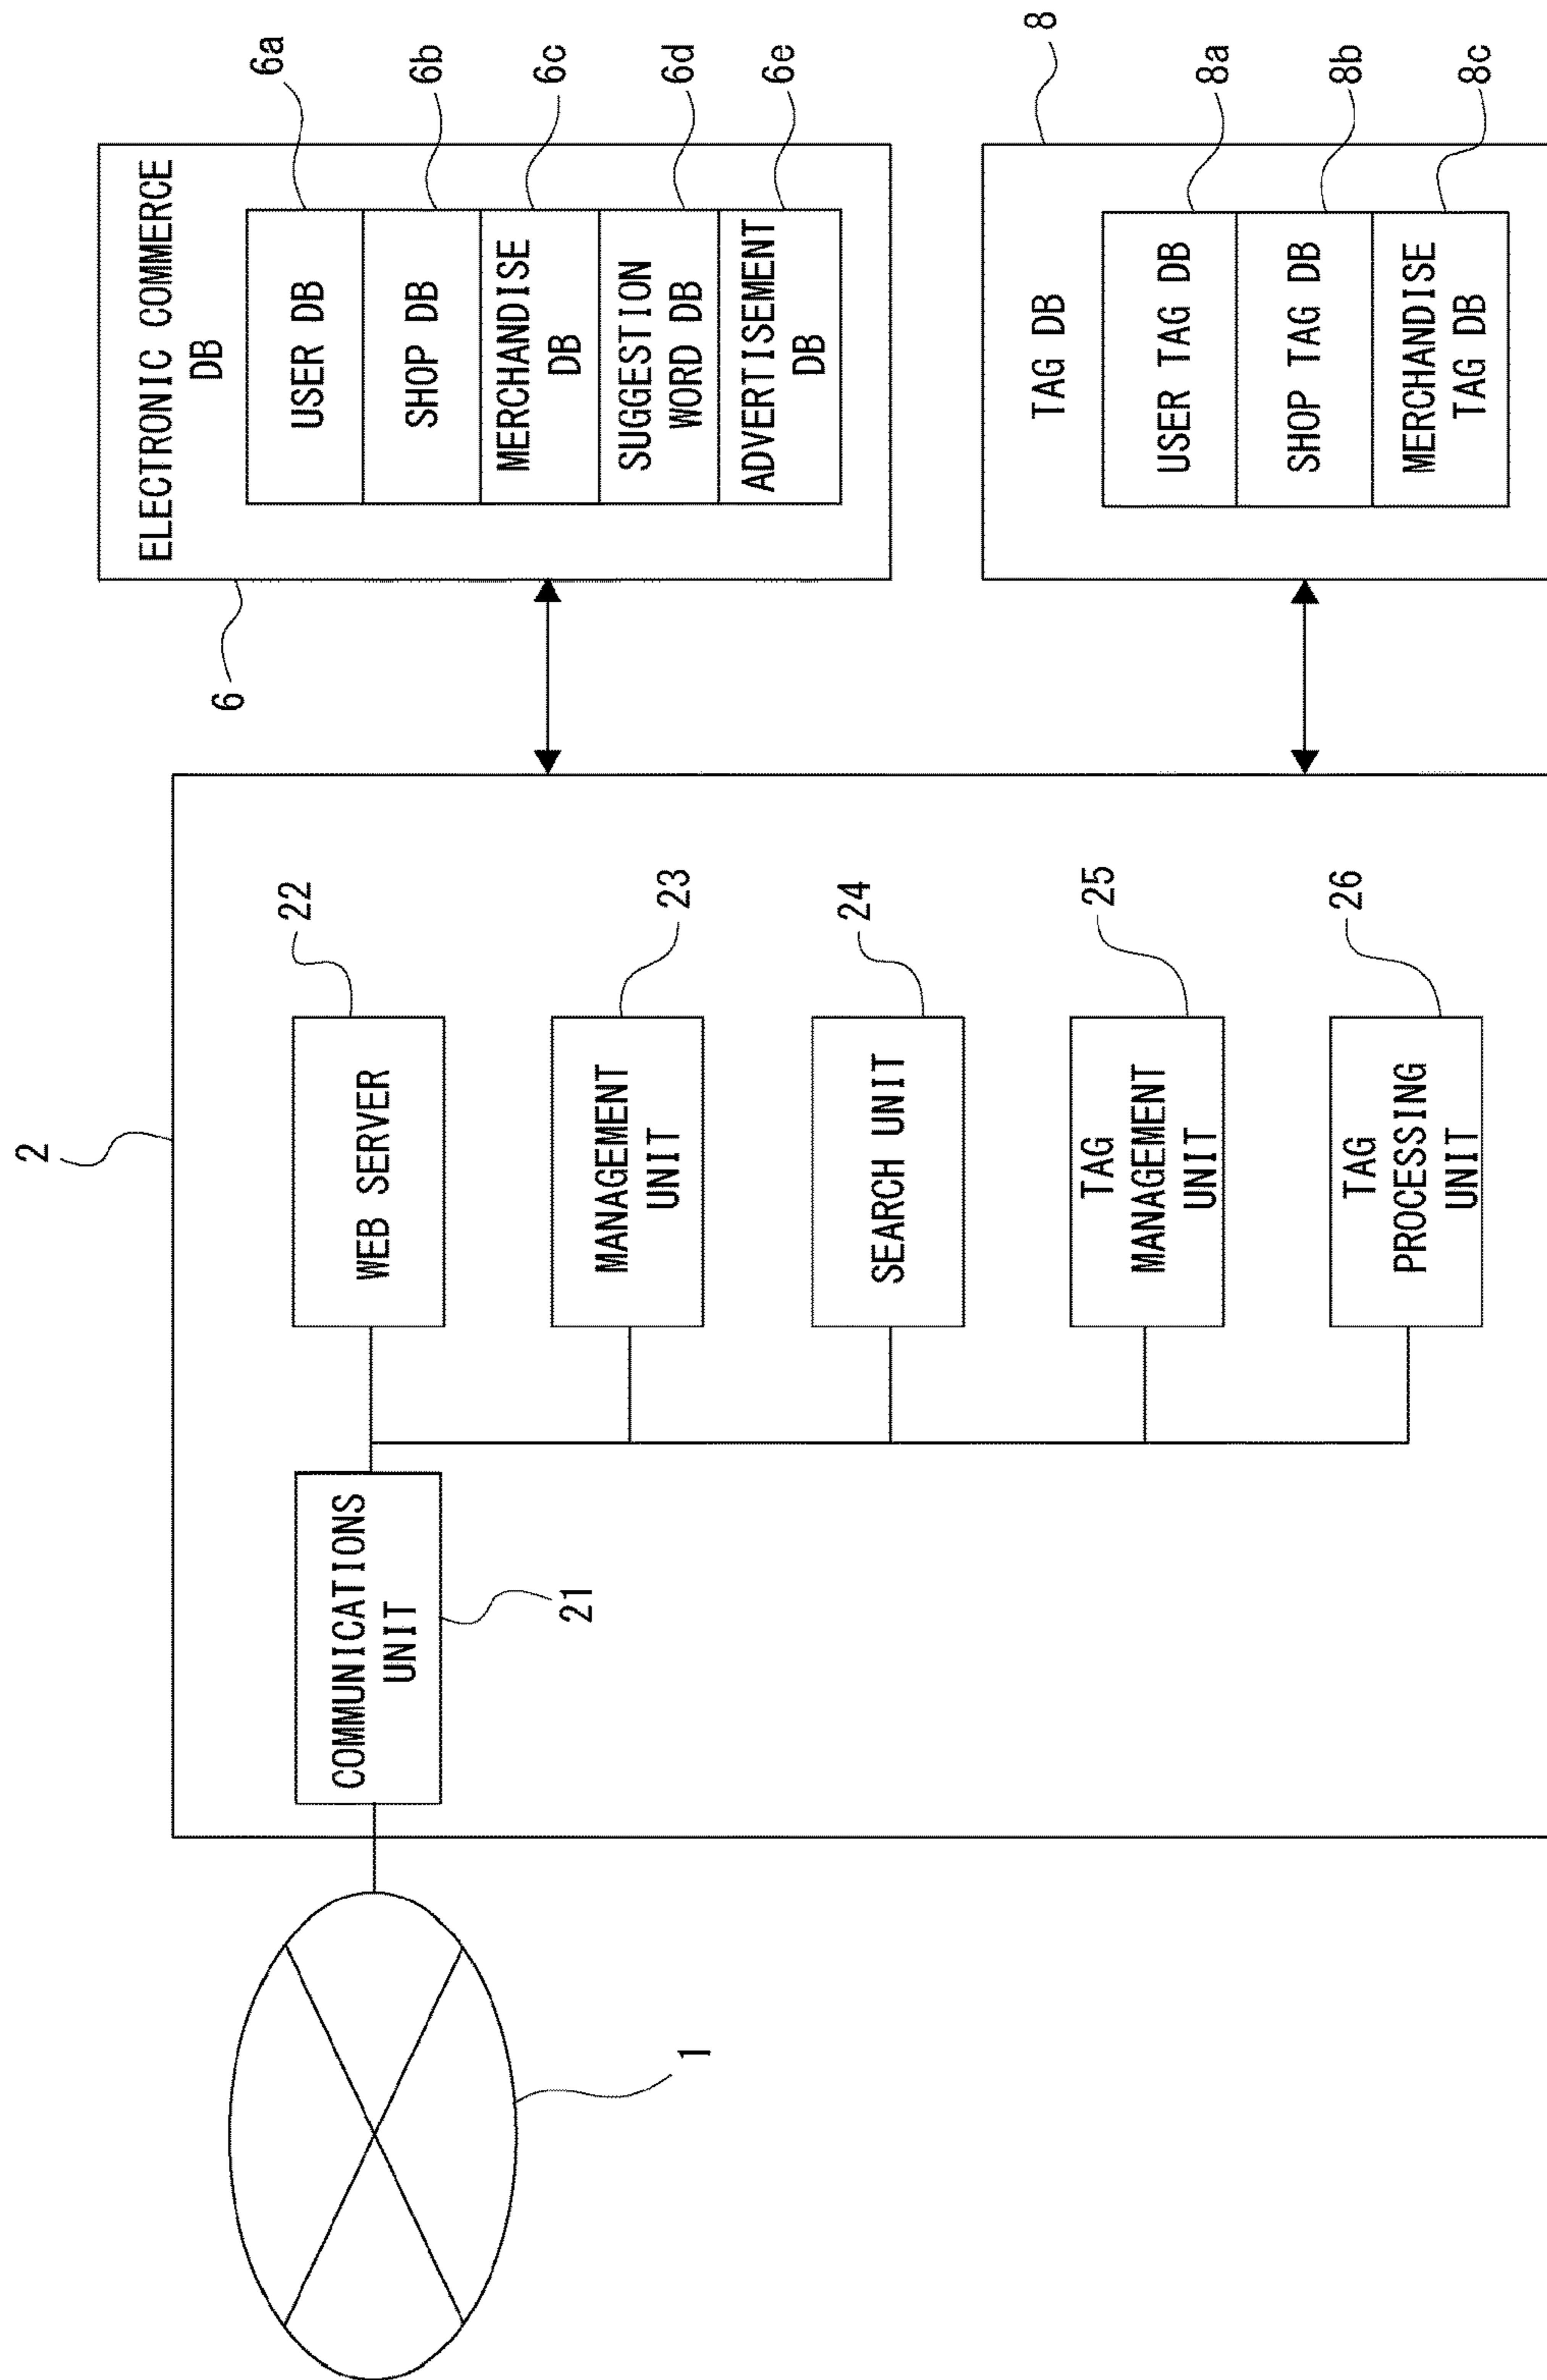 2
1
COMMUNICATIONS
UNIT
21
WEB SERVER
22
MANAGEMENT
UNIT
23
SEARCH UNIT
24
TAG
MANAGEMENT
UNIT
25
TAG
PROCESSING
UNIT
26
6
ELECTRONIC COMMERCE
DB
USER DB
6a
SHOP DB
6b
MERCHANDISE
DB
6c
SUGGESTION
WORD DB
6d
ADVERTISEMENT
DB
6e
8
TAG DB
USER TAG DB
8a
SHOP TAG DB
8b
MERCHANDISE
TAG DB
8c